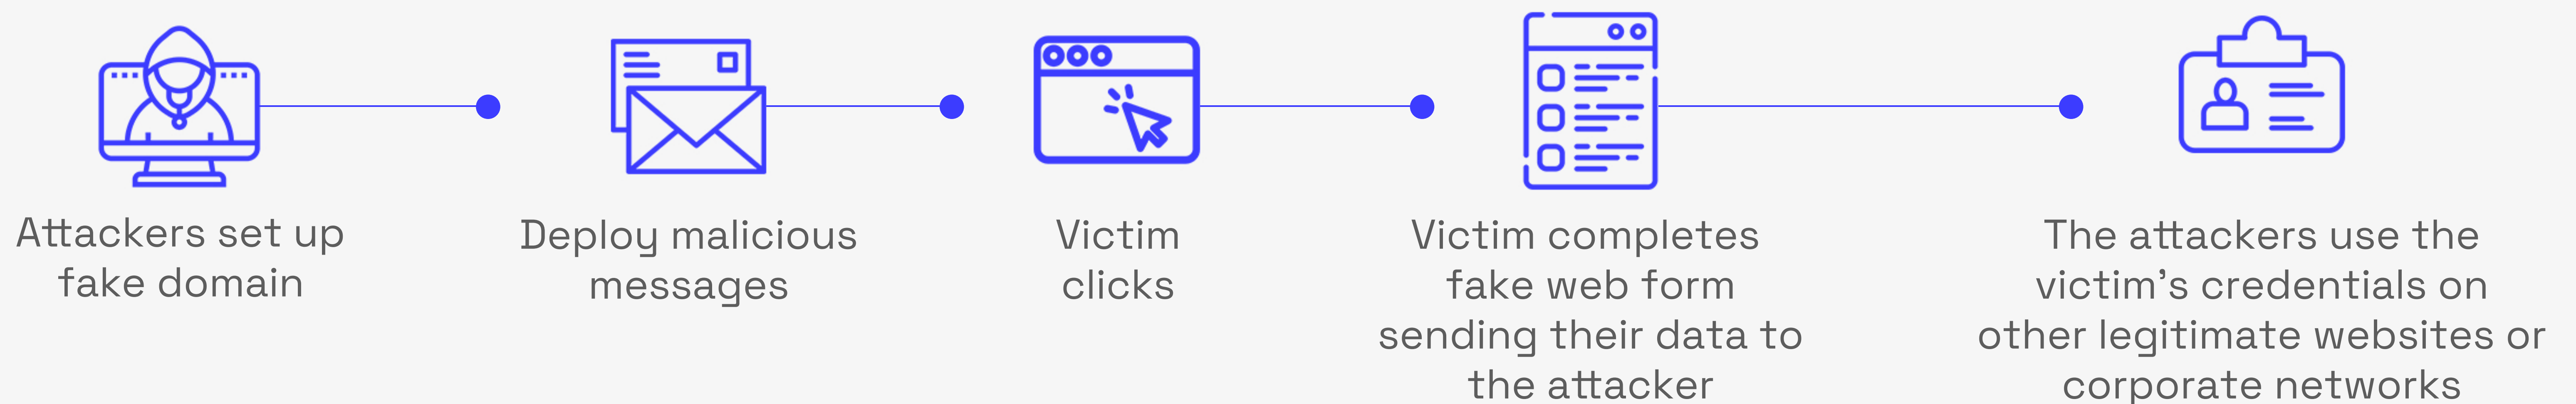 Attackers set up
fake domain
Deploy malicious
messages
Victim
clicks
Victim completes
fake web form
sending their data to
the attacker
The attackers use the
victim's credentials on
other legitimate websites or
corporate networks